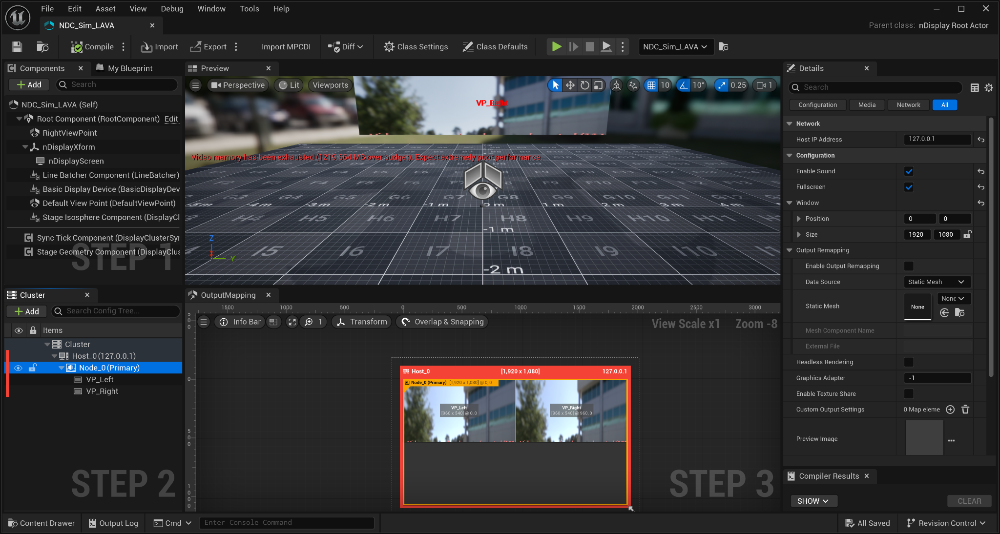 File Edit Asset View Debug Window Tools Help
NDC_Sim_LAVA
Parent class: nDisplay Root Actor
Compile Import Export Import MPCDI Diff Class Settings Class Defaults NDC_Sim_LAVA
Components My Blueprint
Add Search
NDC_Sim_LAVA (Self)
Root Component (RootComponent) Edit
RightViewPoint
nDisplayXform
nDisplayScreen
Line Batcher Component (LineBatcher)
Basic Display Device (BasicDisplayDev
Default View Point (DefaultViewPoint)
Stage Isosphere Component (DisplayCl
Sync Tick Component (DisplayClusterSyn
Stage Geometry Component (DisplayClus
STEP 1
Preview
Perspective Lit Viewports 10 10° 0.25 1
Video memory has been exhausted (1219.664 MB over budget). Expect extremely poor performance.
E9 E10 E11 E12 E13 E14
G3 G4 G5 G6 G7 G8 G9 G10 G11 G12
-5 m -4 m -3 m -2 m -1 m 0 m 1 m 2 m 3 m 4 m
H4 H5 H6 H7 H8 H9 H10 H11
-1 m
I5 I6 I7 I8 I9 I10
-2 m
Z
X
Y
Cluster
Add Search Config Tree...
Items
Cluster
Host_0 (127.0.0.1)
Node_0 (Primary)
VP_Left
VP_Right
STEP 2
OutputMapping
1500 1000 500 0 500 1000 1500 2000 3000
500
0
500
1000
Info Bar 1 Transform Overlap & Snapping View Scale x1 Zoom -8
Host_0 [1,920 x 1,080] 127.0.0.1
Node_0 (Primary) [1,920 x 1,080] @ 0, 0
VP_Left
[960 x 540] @ 0, 0
VP_Right
[960 x 540] @ 960, 0
STEP 3
Details
Search
Configuration Media Network All
Network
Host IP Address 127.0.0.1
Configuration
Enable Sound
Fullscreen
Window
Position 0 0
Size 1920 1080
Output Remapping
Enable Output Remapping
Data Source Static Mesh
Static Mesh None None
Mesh Component Name
External File
Headless Rendering
Graphics Adapter -1
Enable Texture Share
Custom Output Settings 0 Map eleme
Preview Image
Compiler Results
SHOW CLEAR
Content Drawer Output Log Cmd Enter Console Command All Saved Revision Control